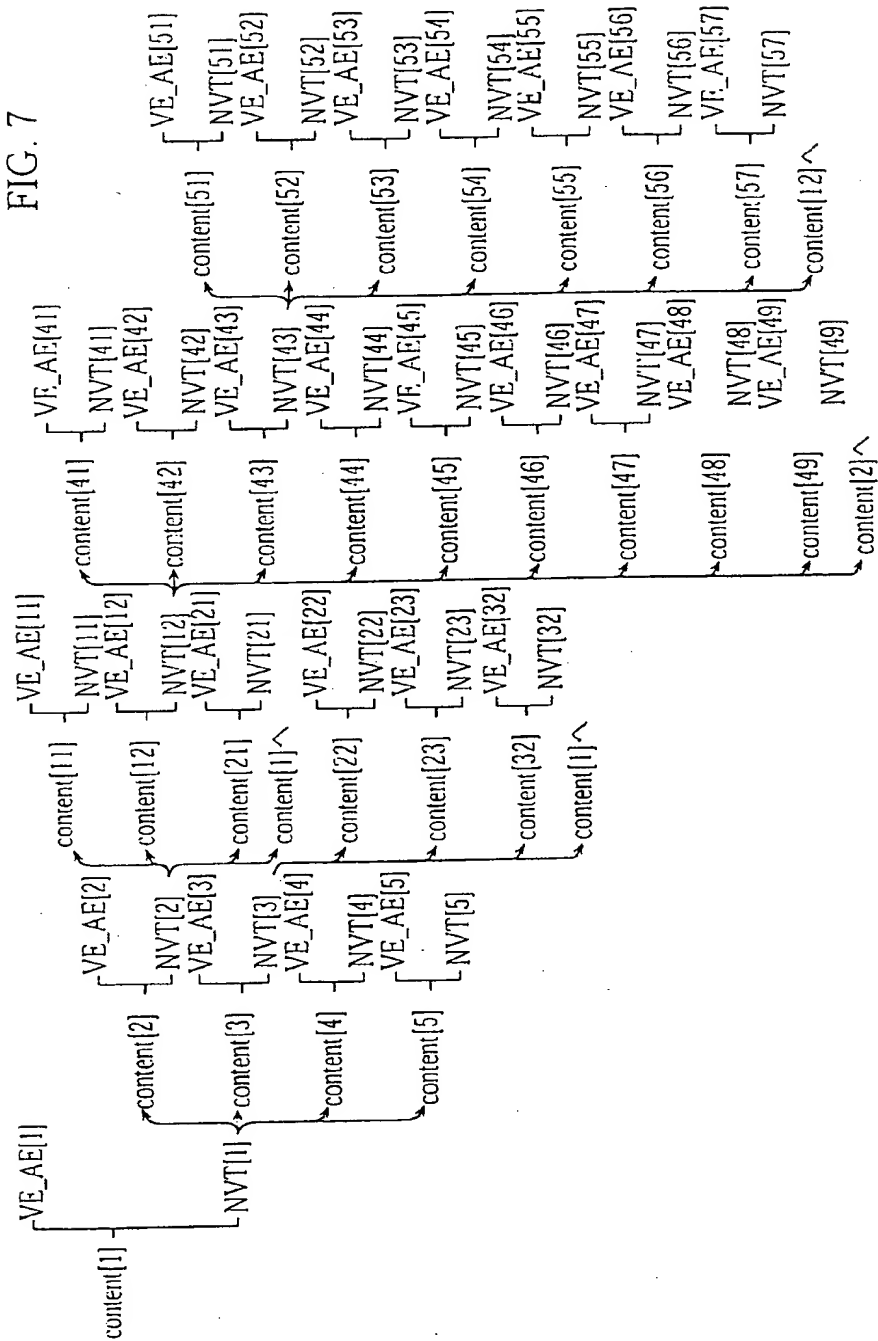 FIG. 7
content[1]
VE_AE[1]
NVT[1]
content[2]
content[3]
content[4]
content[5]
VE_AE[2]
NVT[2]
VE_AE[3]
NVT[3]
VE_AE[4]
NVT[4]
VE_AE[5]
NVT[5]
content[11]
content[12]
content[21]
content[1]^
content[22]
content[23]
content[32]
content[1]^
VE_AE[11]
NVT[11]
VE_AE[12]
NVT[12]
VE_AE[21]
NVT[21]
VE_AE[22]
NVT[22]
VE_AE[23]
NVT[23]
VE_AE[32]
NVT[32]
content[41]
content[42]
content[43]
content[44]
content[45]
content[46]
content[47]
content[48]
content[49]
content[2]^
VE_AE[41]
NVT[41]
VE_AE[42]
NVT[42]
VE_AE[43]
NVT[43]
VE_AE[44]
NVT[44]
VE_AE[45]
NVT[45]
VE_AE[46]
NVT[46]
VE_AE[47]
NVT[47]
VE_AE[48]
NVT[48]
VE_AE[49]
NVT[49]
content[51]
content[52]
content[53]
content[54]
content[55]
content[56]
content[57]
content[12]^
VE_AE[51]
NVT[51]
VE_AE[52]
NVT[52]
VE_AE[53]
NVT[53]
VE_AE[54]
NVT[54]
VE_AE[55]
NVT[55]
VE_AE[56]
NVT[56]
VE_AE[57]
NVT[57]